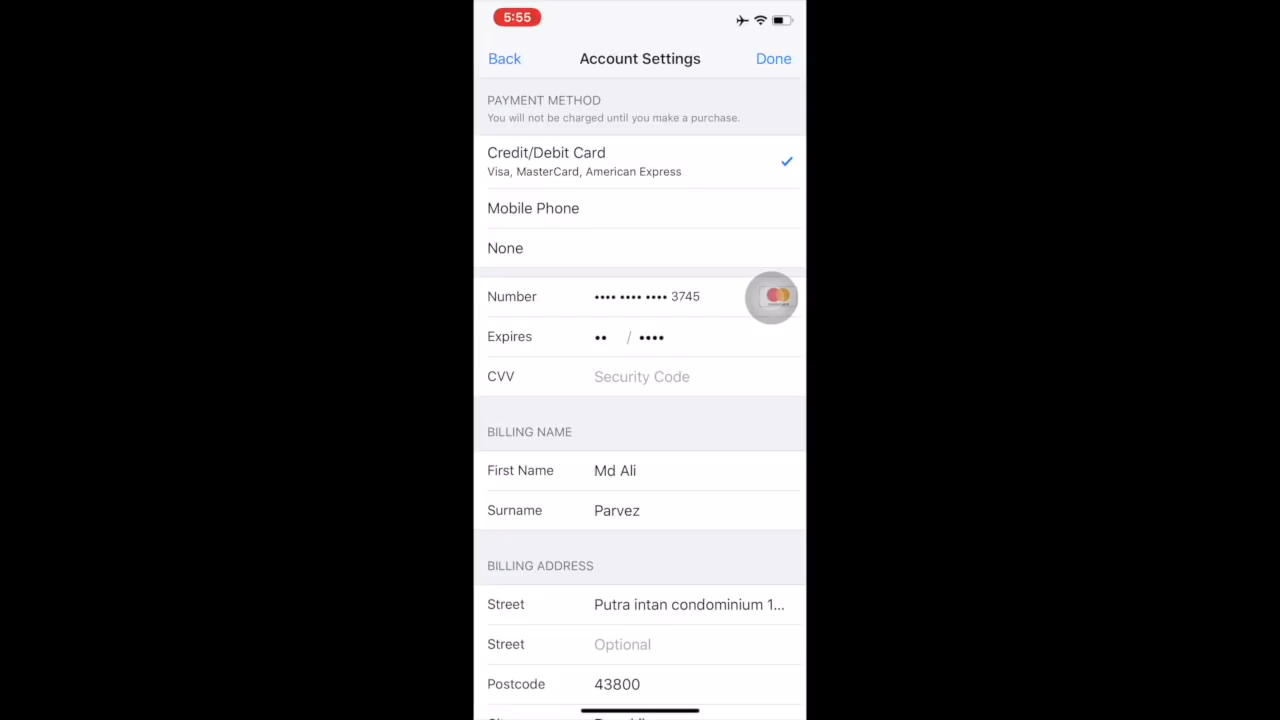 5:55
Back Account Settings Done
PAYMENT METHOD
You will not be charged until you make a purchase.
Credit/Debit Card
Visa, MasterCard, American Express
Mobile Phone
None
Number •••• •••• •••• 3745
Expires •• / ••••
CVV Security Code
BILLING NAME
First Name Md Ali
Surname Parvez
BILLING ADDRESS
Street Putra intan condominium 1...
Street Optional
Postcode 43800